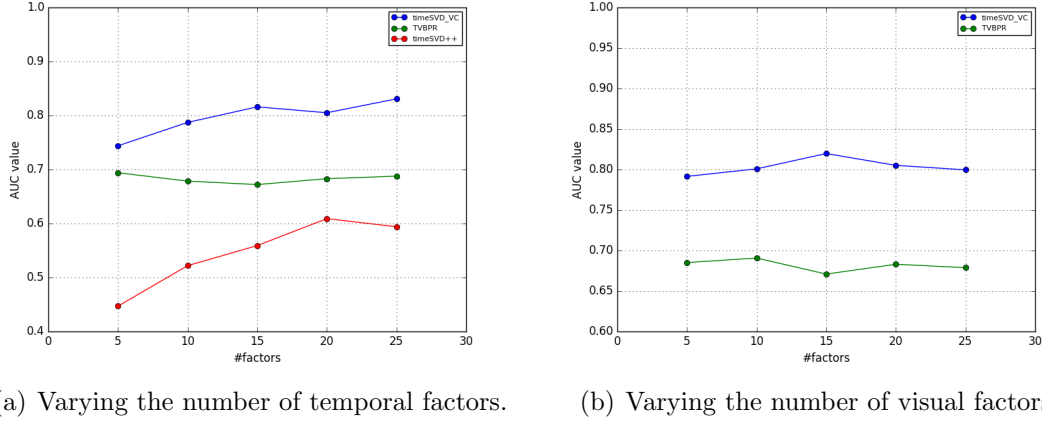 1.0
0.9
0.8
0.7
0.6
0.5
0.4
AUC value
0 5 10 15 20 25 30
#factors
timeSVD_VC
TVBPR
timeSVD++
(a) Varying the number of temporal factors.
1.00
0.95
0.90
0.85
0.80
0.75
0.70
0.65
0.60
AUC value
0 5 10 15 20 25 30
#factors
timeSVD_VC
TVBPR
(b) Varying the number of visual factors